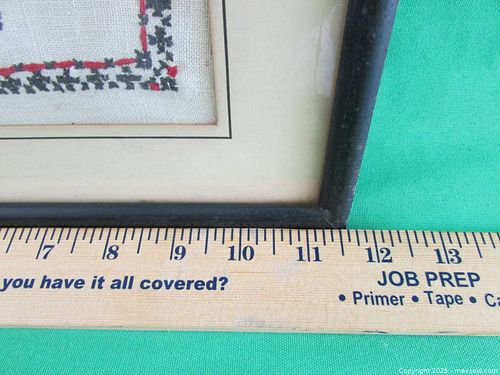 7 8 9 10 11 12 13
you have it all covered?
JOB PREP
• Primer • Tape • Ca
Copyright 2025 - maxsold.com